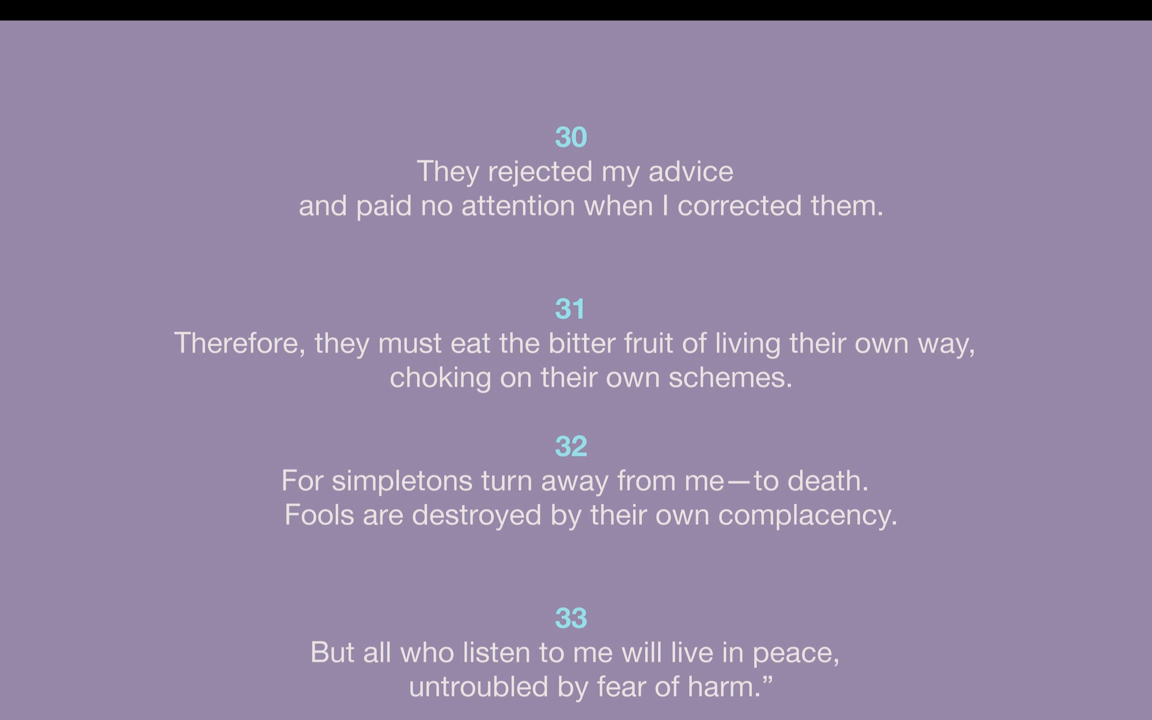 30
They rejected my advice
and paid no attention when I corrected them.
31
Therefore, they must eat the bitter fruit of living their own way,
choking on their own schemes.
32
For simpletons turn away from me—to death.
Fools are destroyed by their own complacency.
33
But all who listen to me will live in peace,
untroubled by fear of harm.”